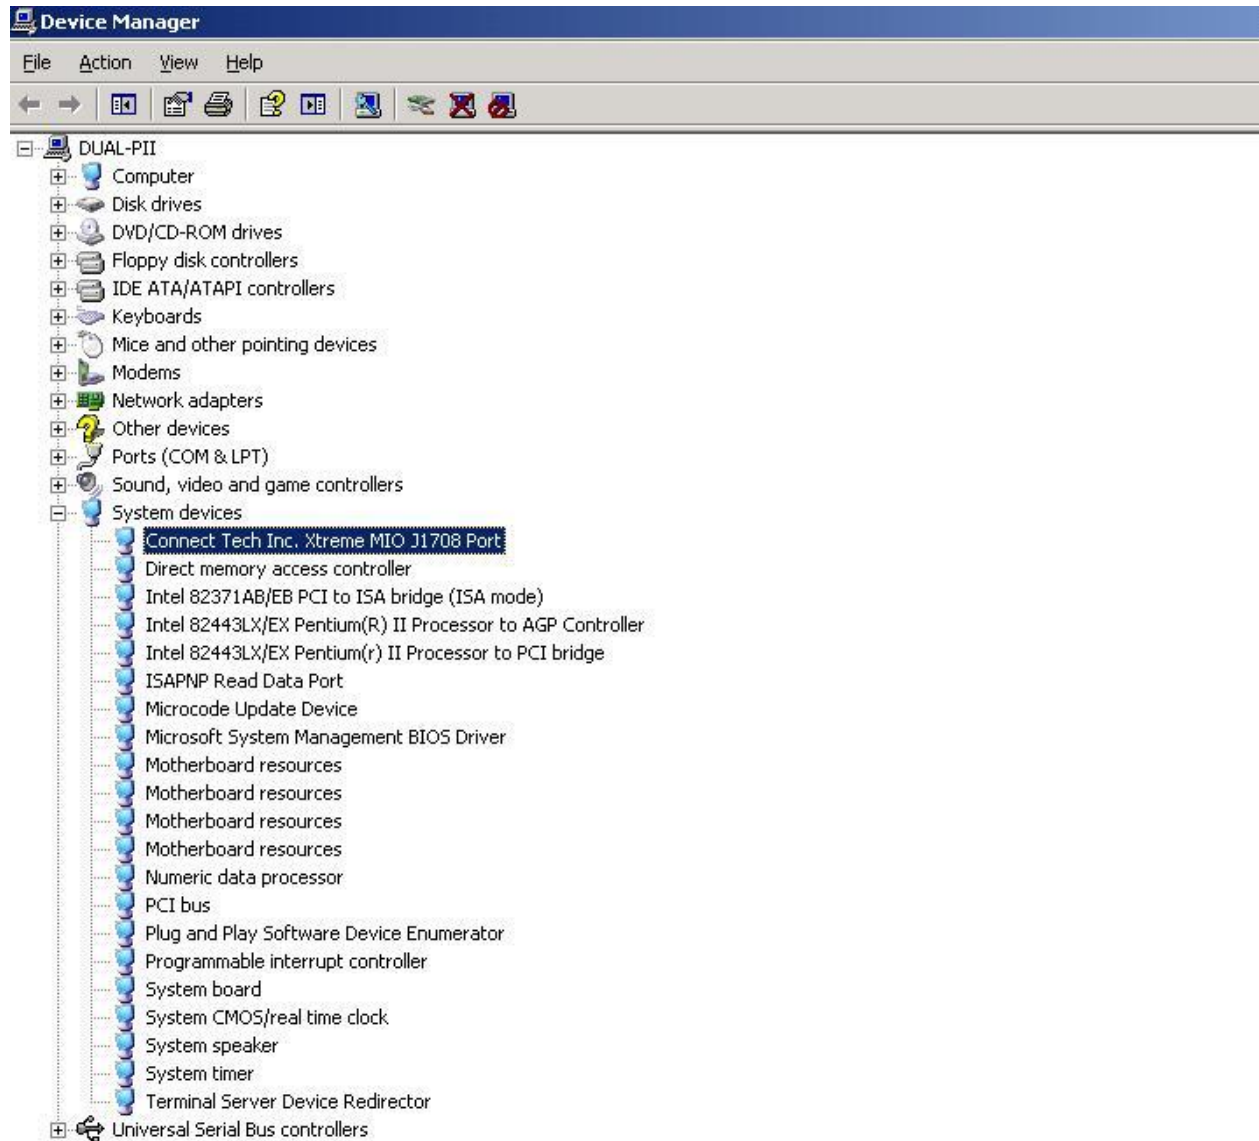 Device Manager
File Action View Help
DUAL-PII
Computer
Disk drives
DVD/CD-ROM drives
Floppy disk controllers
IDE ATA/ATAPI controllers
Keyboards
Mice and other pointing devices
Modems
Network adapters
Other devices
Ports (COM & LPT)
Sound, video and game controllers
System devices
Connect Tech Inc. Xtreme MIO J1708 Port
Direct memory access controller
Intel 82371AB/EB PCI to ISA bridge (ISA mode)
Intel 82443LX/EX Pentium(R) II Processor to AGP Controller
Intel 82443LX/EX Pentium(r) II Processor to PCI bridge
ISAPNP Read Data Port
Microcode Update Device
Microsoft System Management BIOS Driver
Motherboard resources
Motherboard resources
Motherboard resources
Motherboard resources
Numeric data processor
PCI bus
Plug and Play Software Device Enumerator
Programmable interrupt controller
System board
System CMOS/real time clock
System speaker
System timer
Terminal Server Device Redirector
Universal Serial Bus controllers